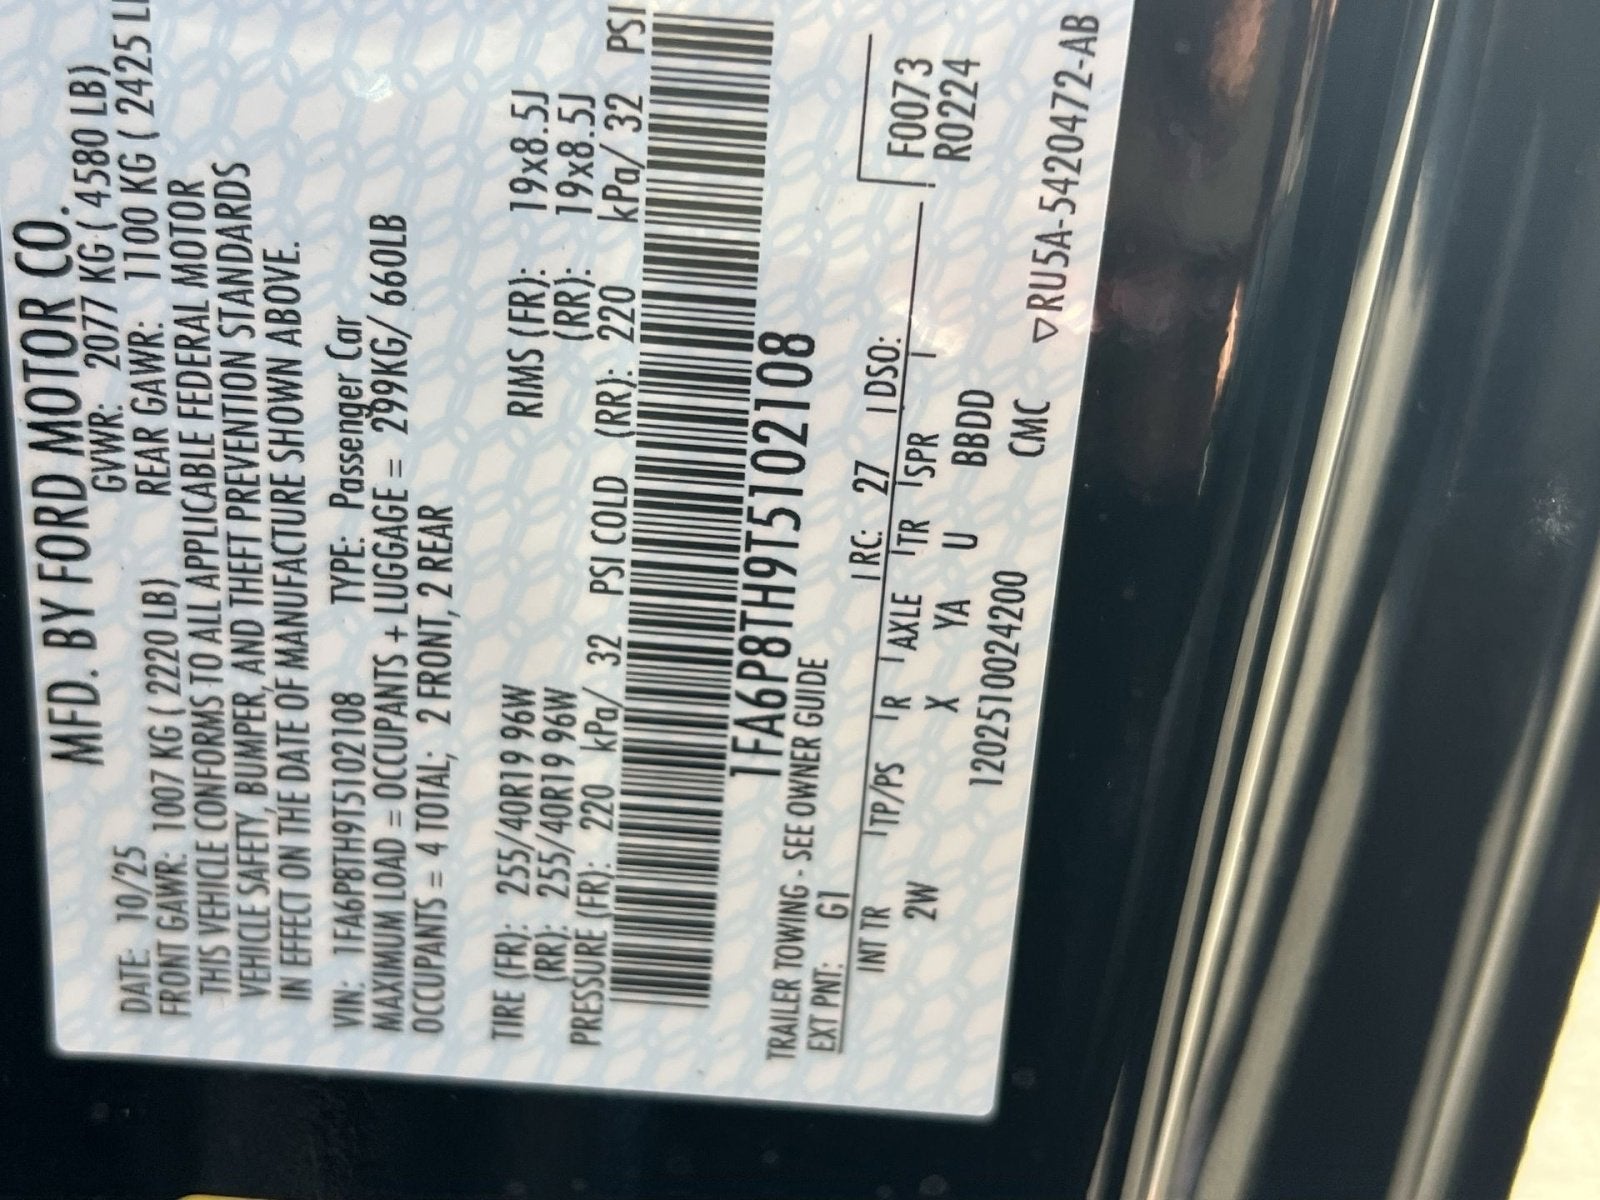 MFD. BY FORD MOTOR CO.
DATE: 10/25 GVWR: 2077 KG ( 4580 LB)
FRONT GAWR: 1007 KG ( 2220 LB) REAR GAWR: 1100 KG ( 2425 L
THIS VEHICLE CONFORMS TO ALL APPLICABLE FEDERAL MOTOR
VEHICLE SAFETY, BUMPER, AND THEFT PREVENTION STANDARDS
IN EFFECT ON THE DATE OF MANUFACTURE SHOWN ABOVE.
VIN: 1FA6P8TH9T5102108 TYPE: Passenger Car
MAXIMUM LOAD = OCCUPANTS + LUGGAGE = 299KG/ 660LB
OCCUPANTS = 4 TOTAL; 2 FRONT, 2 REAR
TIRE (FR): 255/40R19 96W RIMS (FR): 19x8.5J
(RR): 255/40R19 96W (RR): 19x8.5J
PRESSURE (FR): 220 kPa/ 32 PSI COLD (RR): 220 kPa/ 32 PSI
1FA6P8TH9T5102108
TRAILER TOWING - SEE OWNER GUIDE
EXT PNT: G1 RC: 27 DSO:
F0073
INT TR TP/PS R AXLE TR SPR
R0224
2W X YA U BBDD
1202510024200 CMC ▽RU5A-5420472-AB